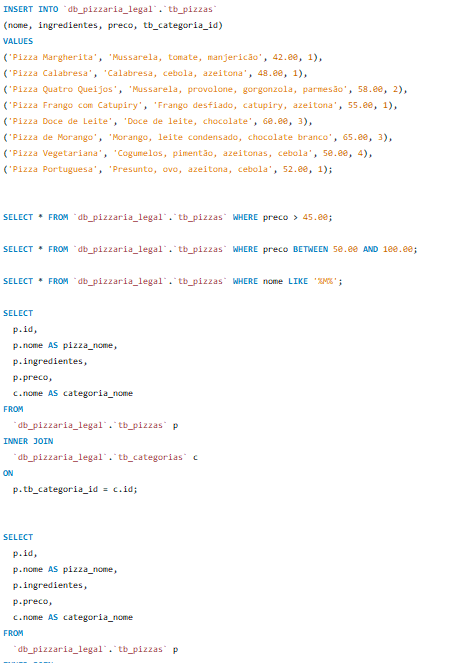 INSERT INTO `db_pizzaria_legal`.`tb_pizzas`
(nome, ingredientes, preco, tb_categoria_id)
VALUES
('Pizza Margherita', 'Mussarela, tomate, manjericão', 42.00, 1),
('Pizza Calabresa', 'Calabresa, cebola, azeitona', 48.00, 1),
('Pizza Quatro Queijos', 'Mussarela, provolone, gorgonzola, parmesão', 58.00, 2),
('Pizza Frango com Catupiry', 'Frango desfiado, catupiry, azeitona', 55.00, 1),
('Pizza Doce de Leite', 'Doce de leite, chocolate', 60.00, 3),
('Pizza de Morango', 'Morango, leite condensado, chocolate branco', 65.00, 3),
('Pizza Vegetariana', 'Cogumelos, pimentão, azeitonas, cebola', 50.00, 4),
('Pizza Portuguesa', 'Presunto, ovo, azeitona, cebola', 52.00, 1);
SELECT * FROM `db_pizzaria_legal`.`tb_pizzas` WHERE preco > 45.00;
SELECT * FROM `db_pizzaria_legal`.`tb_pizzas` WHERE preco BETWEEN 50.00 AND 100.00;
SELECT * FROM `db_pizzaria_legal`.`tb_pizzas` WHERE nome LIKE '%M%';
SELECT
p.id,
p.nome AS pizza_nome,
p.ingredientes,
p.preco,
c.nome AS categoria_nome
FROM
`db_pizzaria_legal`.`tb_pizzas` p
INNER JOIN
`db_pizzaria_legal`.`tb_categorias` c
ON
p.tb_categoria_id = c.id;
SELECT
p.id,
p.nome AS pizza_nome,
p.ingredientes,
p.preco,
c.nome AS categoria_nome
FROM
`db_pizzaria_legal`.`tb_pizzas` p